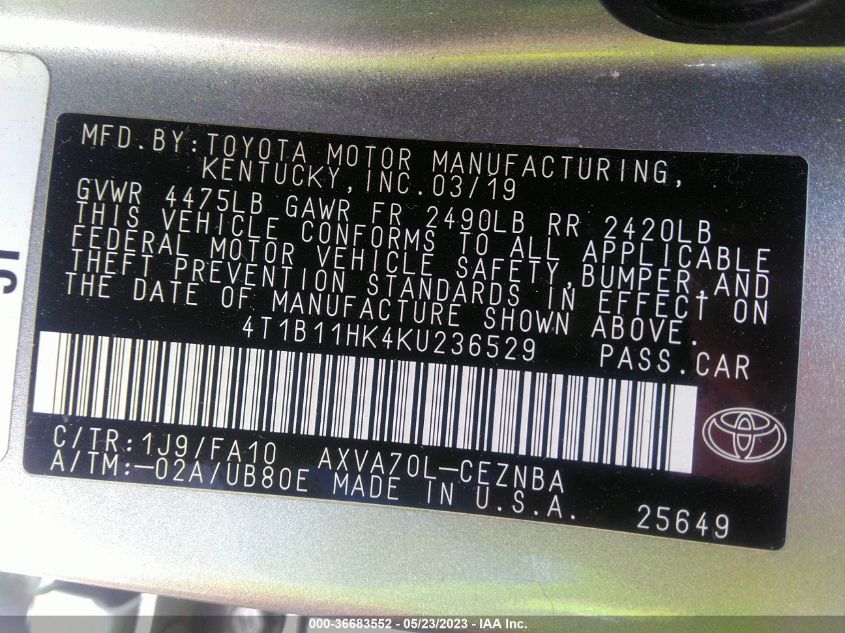 MFD.BY:TOYOTA MOTOR MANUFACTURING,
KENTUCKY,INC.03/19
GVWR 4475LB GAWR FR 2490LB RR 2420LB
THIS VEHICLE CONFORMS TO ALL APPLICABLE
FEDERAL MOTOR VEHICLE SAFETY,BUMPER,AND
THEFT PREVENTION STANDARDS IN EFFECT ON
THE DATE OF MANUFACTURE SHOWN ABOVE.
4T1B11HK4KU236529 PASS.CAR
C/TR:1J9/FA10 AXVA70L-CEZNBA
A/TM:-02A/UB80E MADE IN U.S.A.
25649
000-36683552 / 05/23/2023 - IAA Inc.